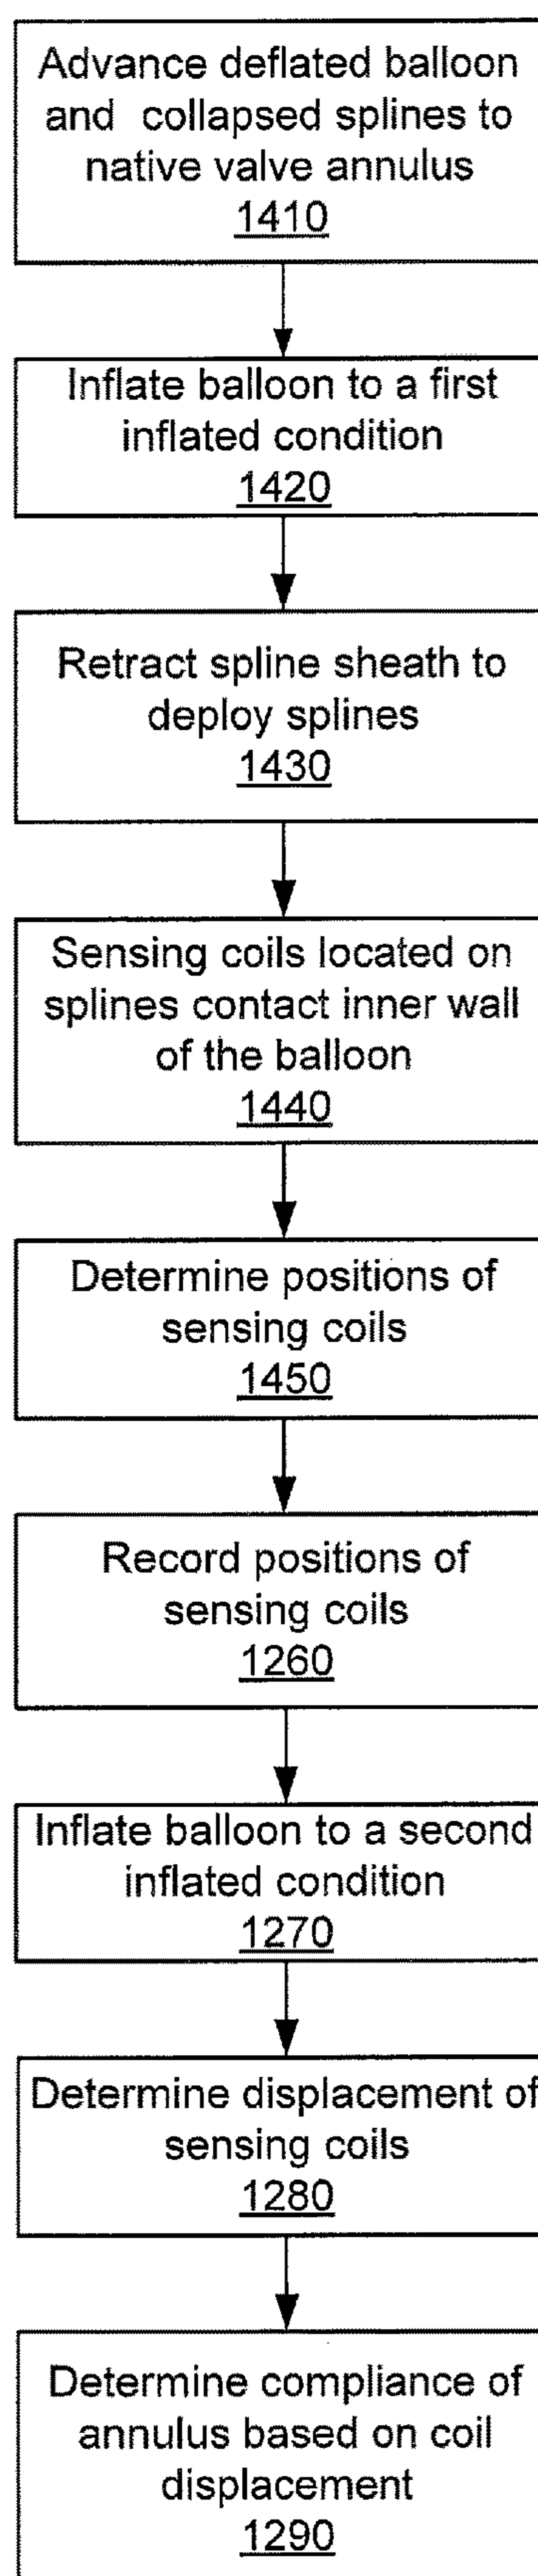 Advance deflated balloon
and collapsed splines to
native valve annulus
1410
Inflate balloon to a first
inflated condition
1420
Retract spline sheath to
deploy splines
1430
Sensing coils located on
splines contact inner wall
of the balloon
1440
Determine positions of
sensing coils
1450
Record positions of
sensing coils
1260
Inflate balloon to a second
inflated condition
1270
Determine displacement of
sensing coils
1280
Determine compliance of
annulus based on coil
displacement
1290